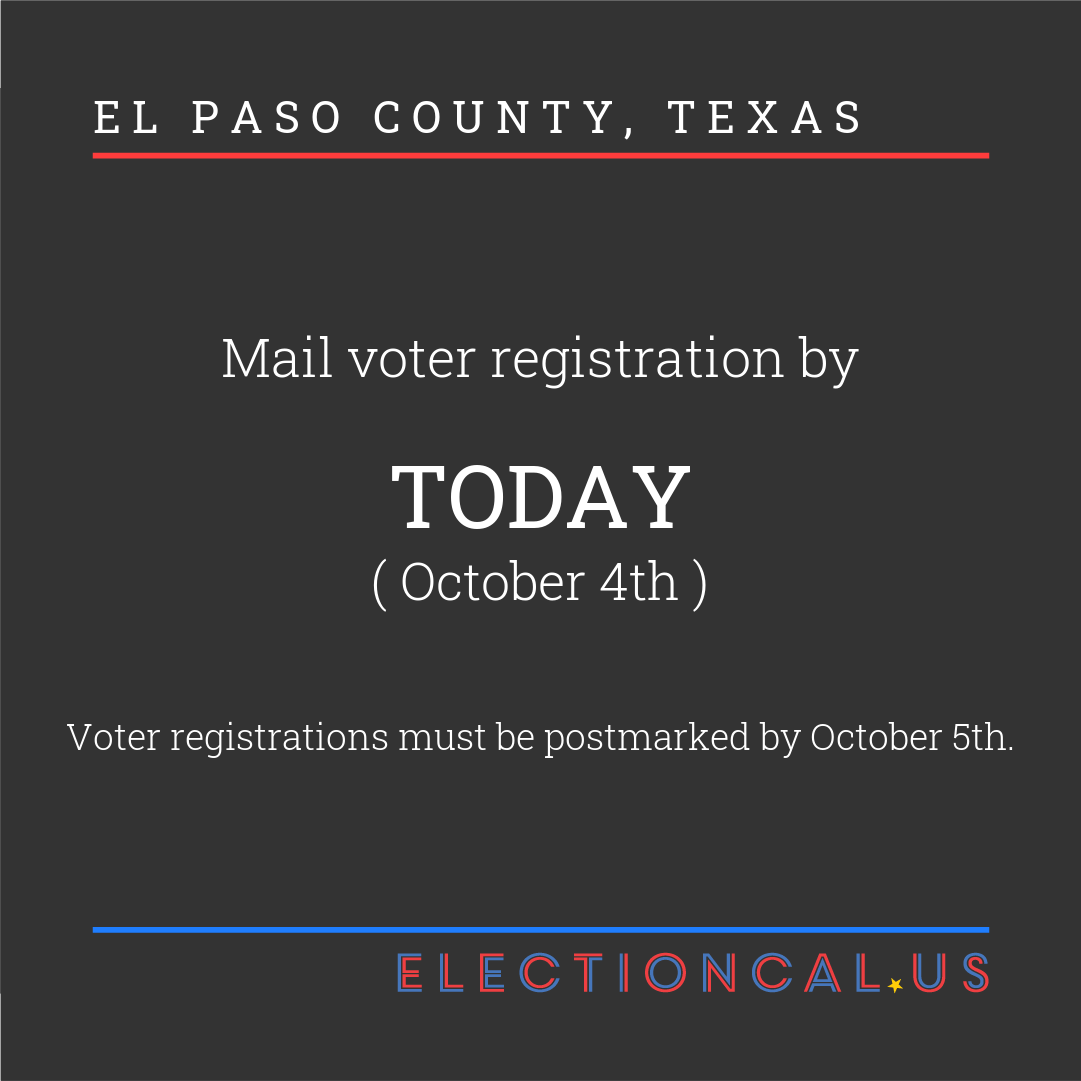 EL PASO COUNTY, TEXAS
Mail voter registration by
TODAY
( October 4th )
Voter registrations must be postmarked by October 5th.
ELECTIONCAL.US